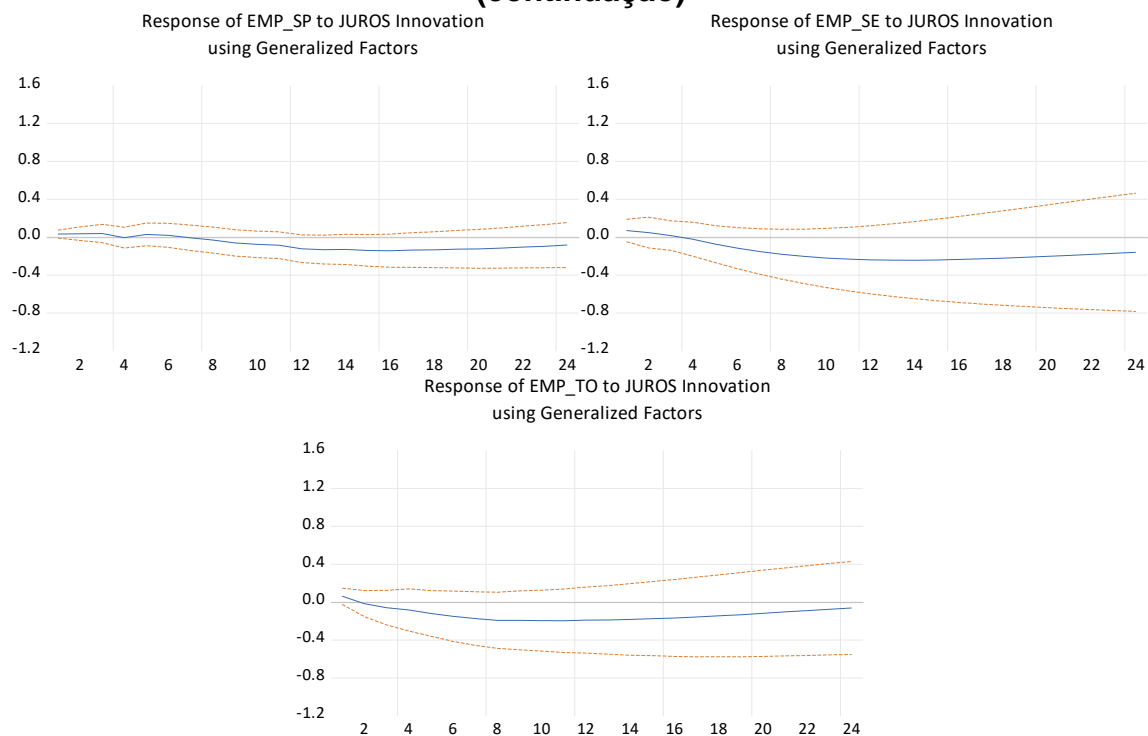 (continuação)
Response of EMP_SP to JUROS Innovation
using Generalized Factors
1.6
1.2
0.8
0.4
0.0
-0.4
-0.8
-1.2
2 4 6 8 10 12 14 16 18 20 22 24
Response of EMP_SE to JUROS Innovation
using Generalized Factors
1.6
1.2
0.8
0.4
0.0
-0.4
-0.8
-1.2
2 4 6 8 10 12 14 16 18 20 22 24
Response of EMP_TO to JUROS Innovation
using Generalized Factors
1.6
1.2
0.8
0.4
0.0
-0.4
-0.8
-1.2
2 4 6 8 10 12 14 16 18 20 22 24